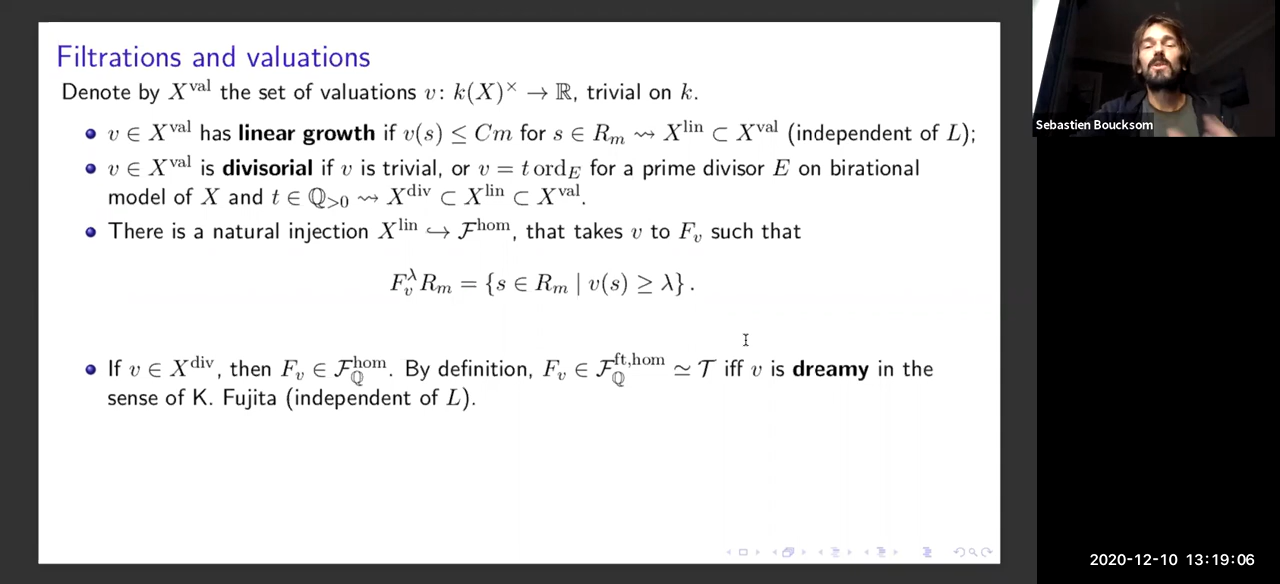 Filtrations and valuations
Denote by X^val the set of valuations v: k(X)^× → ℝ, trivial on k.
v ∈ X^val has linear growth if v(s) ≤ Cm for s ∈ R_m ⇝ X^lin ⊂ X^val (independent of L);
v ∈ X^val is divisorial if v is trivial, or v = t ord_E for a prime divisor E on birational
model of X and t ∈ ℚ_{>0} ⇝ X^div ⊂ X^lin ⊂ X^val.
There is a natural injection X^lin ↪ ℱ^hom, that takes v to F_v such that
F_v^λ R_m = {s ∈ R_m | v(s) ≥ λ}.
If v ∈ X^div, then F_v ∈ ℱ_ℚ^hom. By definition, F_v ∈ ℱ_ℚ^{ft,hom} ≃ 𝒯 iff v is dreamy in the
sense of K. Fujita (independent of L).
Sebastien Boucksom
2020-12-10 13:19:06